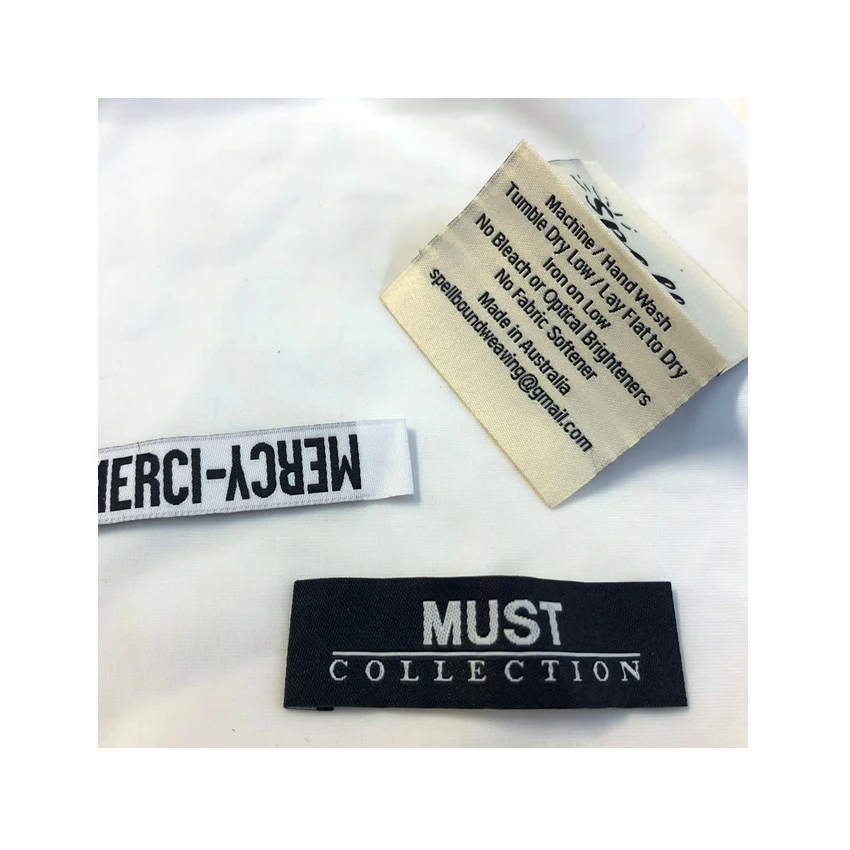 Machine / Hand Wash
Tumble Dry Low / Lay Flat to Dry
Iron on Low
No Bleach or Optical Brighteners
No Fabric Softener
Made in Australia
spellboundweaving@gmail.com
MERCI-MERCY
MUST
COLLECTION